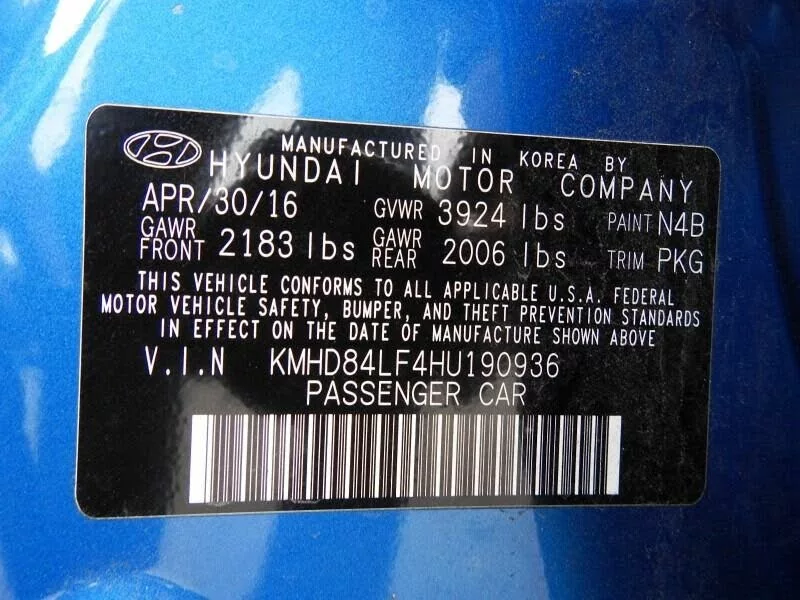 MANUFACTURED IN KOREA BY
HYUNDAI MOTOR COMPANY
APR/30/16 GVWR 3924 lbs PAINT N4B
GAWR FRONT 2183 lbs GAWR REAR 2006 lbs TRIM PKG
THIS VEHICLE CONFORMS TO ALL APPLICABLE U.S.A. FEDERAL
MOTOR VEHICLE SAFETY, BUMPER, AND THEFT PREVENTION STANDARDS
IN EFFECT ON THE DATE OF MANUFACTURE SHOWN ABOVE
V.I.N KMHD84LF4HU190936
PASSENGER CAR